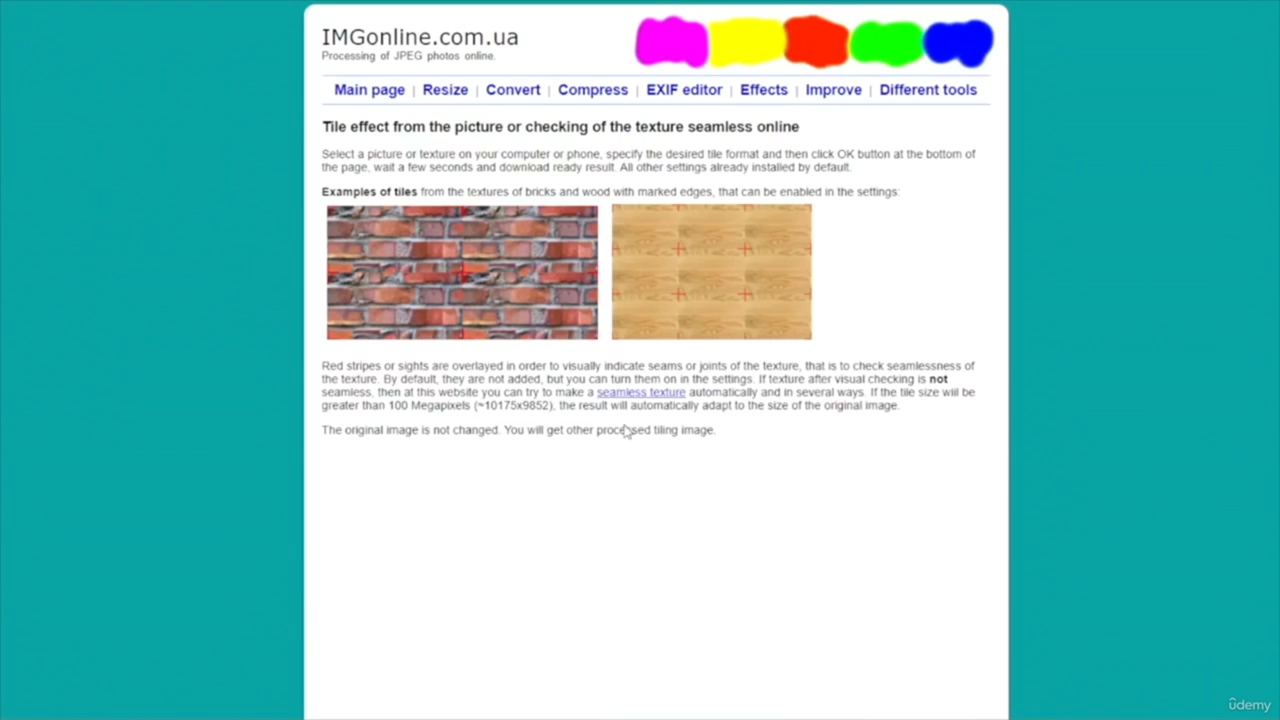 IMGonline.com.ua
Processing of JPEG photos online.
Main page | Resize | Convert | Compress | EXIF editor | Effects | Improve | Different tools
Tile effect from the picture or checking of the texture seamless online
Select a picture or texture on your computer or phone, specify the desired tile format and then click OK button at the bottom of
the page, wait a few seconds and download ready result. All other settings already installed by default.
Examples of tiles from the textures of bricks and wood with marked edges, that can be enabled in the settings:
Red stripes or sights are overlayed in order to visually indicate seams or joints of the texture, that is to check seamlessness of
the texture. By default, they are not added, but you can turn them on in the settings. If texture after visual checking is not
seamless, then at this website you can try to make a seamless texture automatically and in several ways. If the tile size will be
greater than 100 Megapixels (~10175x9852), the result will automatically adapt to the size of the original image.
The original image is not changed. You will get other processed tiling image.
ûdemy